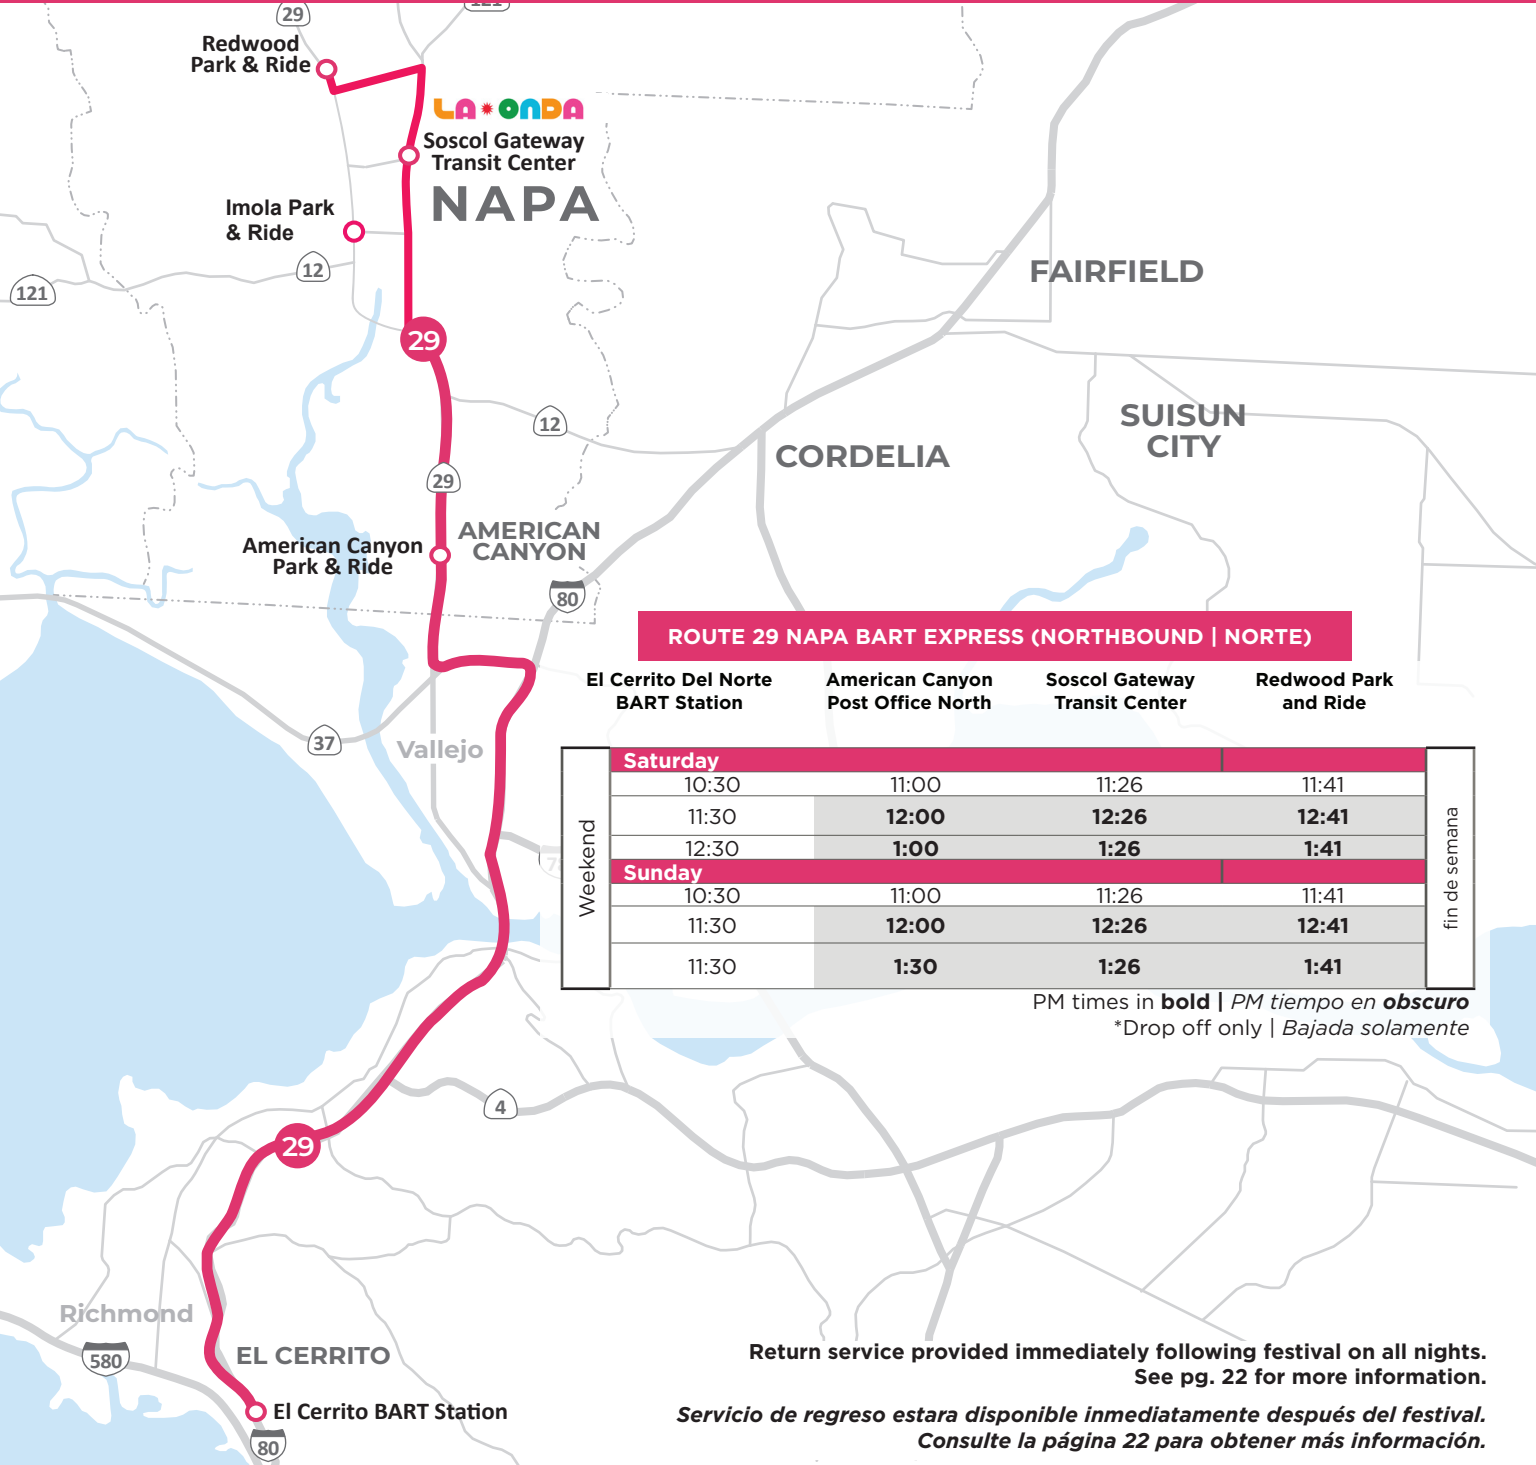 29
121
Redwood
Park & Ride
LA ONDA
Soscol Gateway
Transit Center
NAPA
Imola Park
& Ride
12
121
FAIRFIELD
29
SUISUN
CITY
12
CORDELIA
29
AMERICAN
CANYON
American Canyon
Park & Ride
80
ROUTE 29 NAPA BART EXPRESS (NORTHBOUND | NORTE)
El Cerrito Del Norte
BART Station
American Canyon
Post Office North
Soscol Gateway
Transit Center
Redwood Park
and Ride
37
Vallejo
Weekend
Saturday
10:30 11:00 11:26 11:41
11:30 12:00 12:26 12:41
12:30 1:00 1:26 1:41
Sunday
10:30 11:00 11:26 11:41
11:30 12:00 12:26 12:41
11:30 1:30 1:26 1:41
fin de semana
PM times in bold | PM tiempo en obscuro
*Drop off only | Bajada solamente
4
29
Richmond
580
EL CERRITO
El Cerrito BART Station
80
Return service provided immediately following festival on all nights.
See pg. 22 for more information.
Servicio de regreso estara disponible inmediatamente después del festival.
Consulte la página 22 para obtener más información.